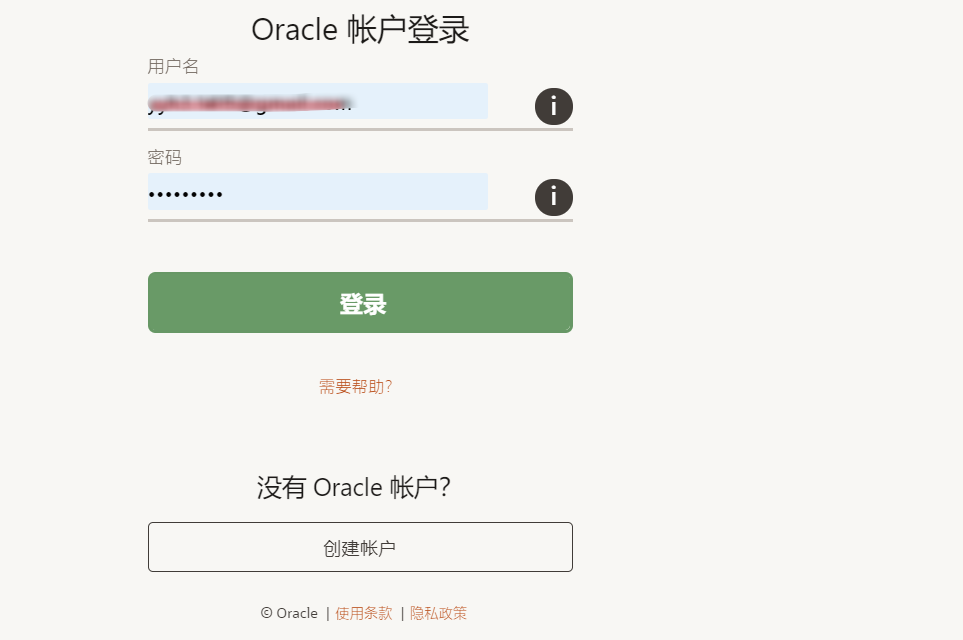 Oracle 帐户登录
用户名
i
密码
•••••••••
i
登录
需要帮助?
没有 Oracle 帐户?
创建帐户
© Oracle | 使用条款 | 隐私政策